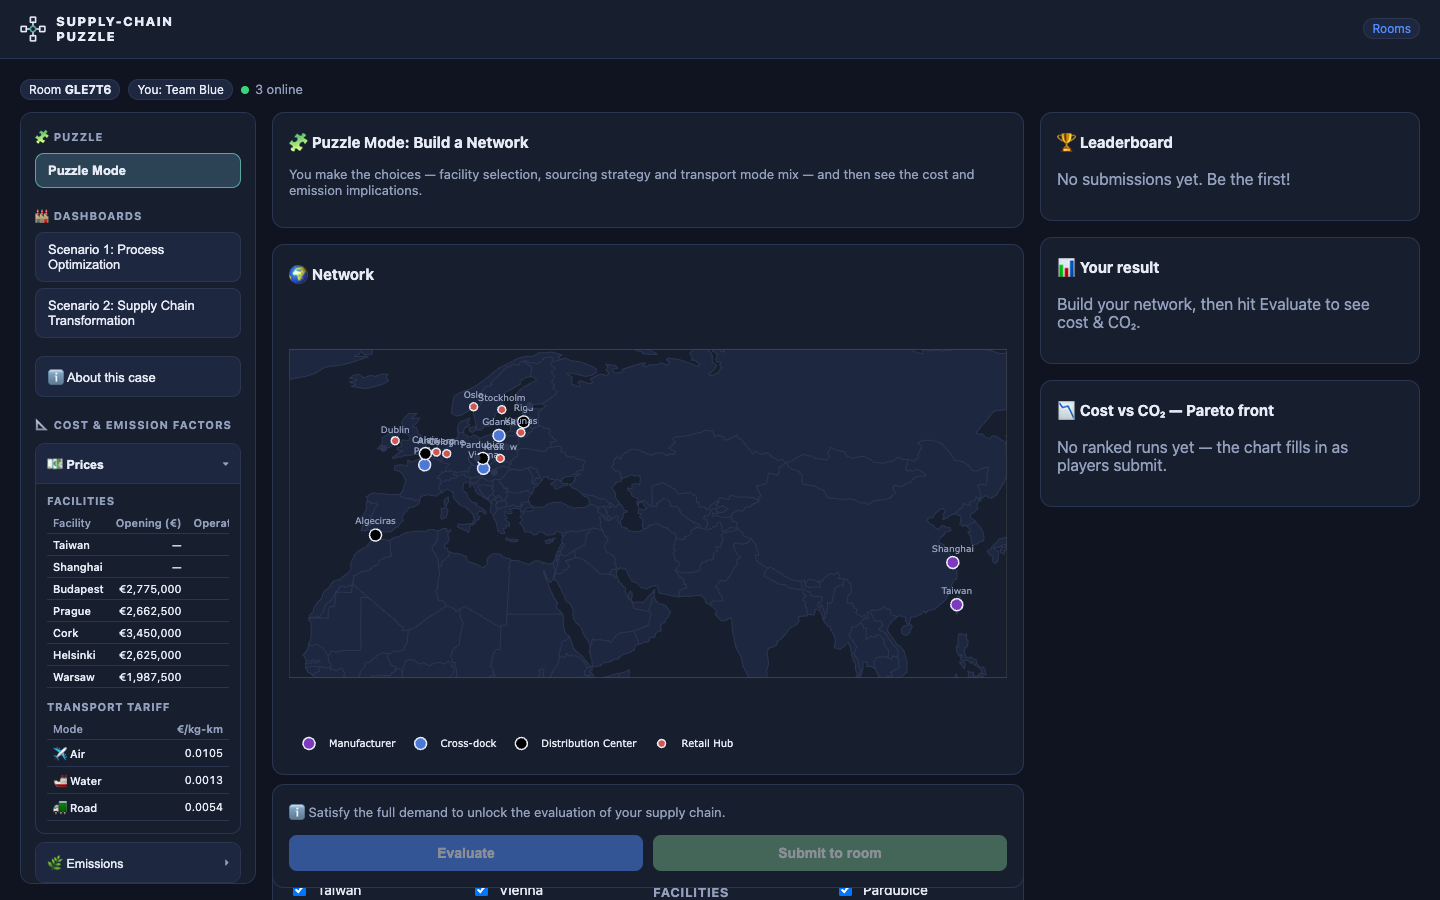 SUPPLY-CHAIN
PUZZLE
Rooms
Room GLE7T6
You: Team Blue
3 online
PUZZLE
Puzzle Mode
DASHBOARDS
Scenario 1: Process
Optimization
Scenario 2: Supply Chain
Transformation
About this case
COST & EMISSION FACTORS
Prices
FACILITIES
Facility Opening (€) Operat
Taiwan —
Shanghai —
Budapest €2,775,000
Prague €2,662,500
Cork €3,450,000
Helsinki €2,625,000
Warsaw €1,987,500
TRANSPORT TARIFF
Mode €/kg-km
Air 0.0105
Water 0.0013
Road 0.0054
Emissions
Puzzle Mode: Build a Network
You make the choices — facility selection, sourcing strategy and transport mode mix — and then see the cost and
emission implications.
Network
Oslo
Stockholm
Riga
Gdansk
Kaunas
Dublin
Cologne
Pardubice
Algeciras
Shanghai
Taiwan
Manufacturer
Cross-dock
Distribution Center
Retail Hub
Satisfy the full demand to unlock the evaluation of your supply chain.
Evaluate
Submit to room
Taiwan
Vienna
FACILITIES
Pardubice
Leaderboard
No submissions yet. Be the first!
Your result
Build your network, then hit Evaluate to see
cost & CO₂.
Cost vs CO₂ — Pareto front
No ranked runs yet — the chart fills in as
players submit.